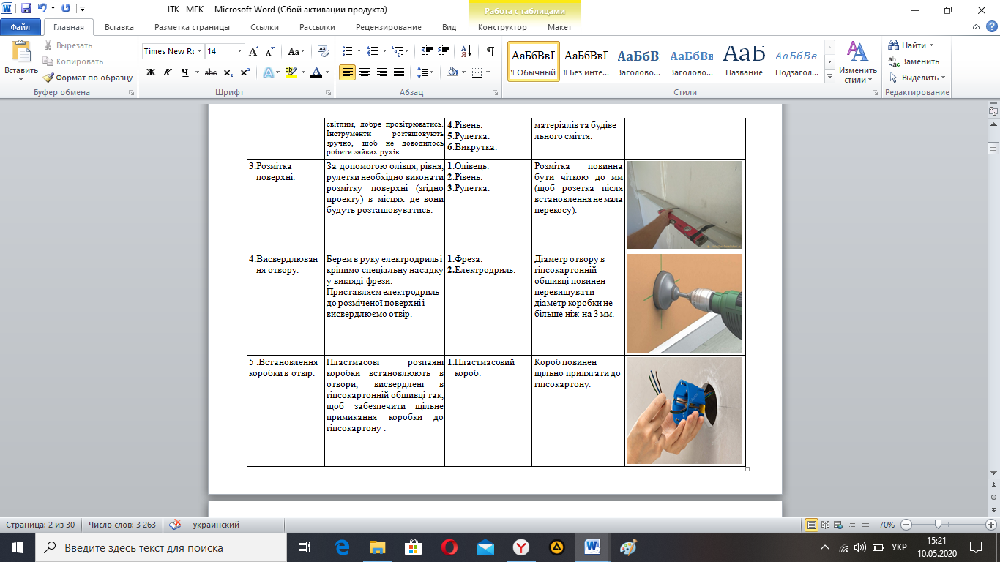 ІТК МГК - Microsoft Word (Сбой активации продукта)
Работа с таблицами
Файл
Главная
Вставка
Разметка страницы
Ссылки
Рассылки
Рецензирование
Вид
Конструктор
Макет
Вставить
Вырезать
Копировать
Формат по образцу
Буфер обмена
Times New Rc
14
Шрифт
Абзац
АаБбВвІ
¶ Обычный
АаБбВвІ
¶ Без инте...
АаБбВ
Заголово...
АаБбВв
Заголово...
АаБ
Название
АаБбВв.
Подзагол...
Стили
Изменить
стили
Найти
Заменить
Выделить
Редактирование
світлим, добре провітрюватись.
Інструменти розташовують
зручно, щоб не доводилось
робити зайвих рухів .
4.Рівень.
5.Рулетка.
6.Викрутка.
матеріалів та будіве
льного сміття.
3.Розмітка
поверхні.
За допомогою олівця, рівня,
рулетки необхідно виконати
розмітку поверхні (згідно
проекту) в місцях де вони
будуть розташовуватись.
1.Олівець.
2.Рівень.
3.Рулетка.
Розмітка повинна
бути чіткою до мм
(щоб розетка після
встановлення не мала
перекосу).
4.Висвердлюван
ня отвору.
Берем в руку електродриль і
кріпимо спеціальну насадку
у вигляді фрези.
Приставляєм електродриль
до розміченої поверхні і
висвердлюємо отвір.
1.Фреза.
2.Електродриль.
Діаметр отвору в
гіпсокартонній
обшивці повинен
перевищувати
діаметр коробки не
більше ніж на 3 мм.
5 .Встановлення
коробки в отвір.
Пластмасові розпаяні
коробки встановлюють в
отвори, висвердлені в
гіпсокартонній обшивці так,
щоб забезпечити щільне
примикання коробки до
гіпсокартону .
1.Пластмасовий
короб.
Короб повинен
щільно прилягати до
гіпсокартону.
Страница: 2 из 30
Число слов: 3 263
украинский
70%
Введите здесь текст для поиска
УКР
15:21
10.05.2020